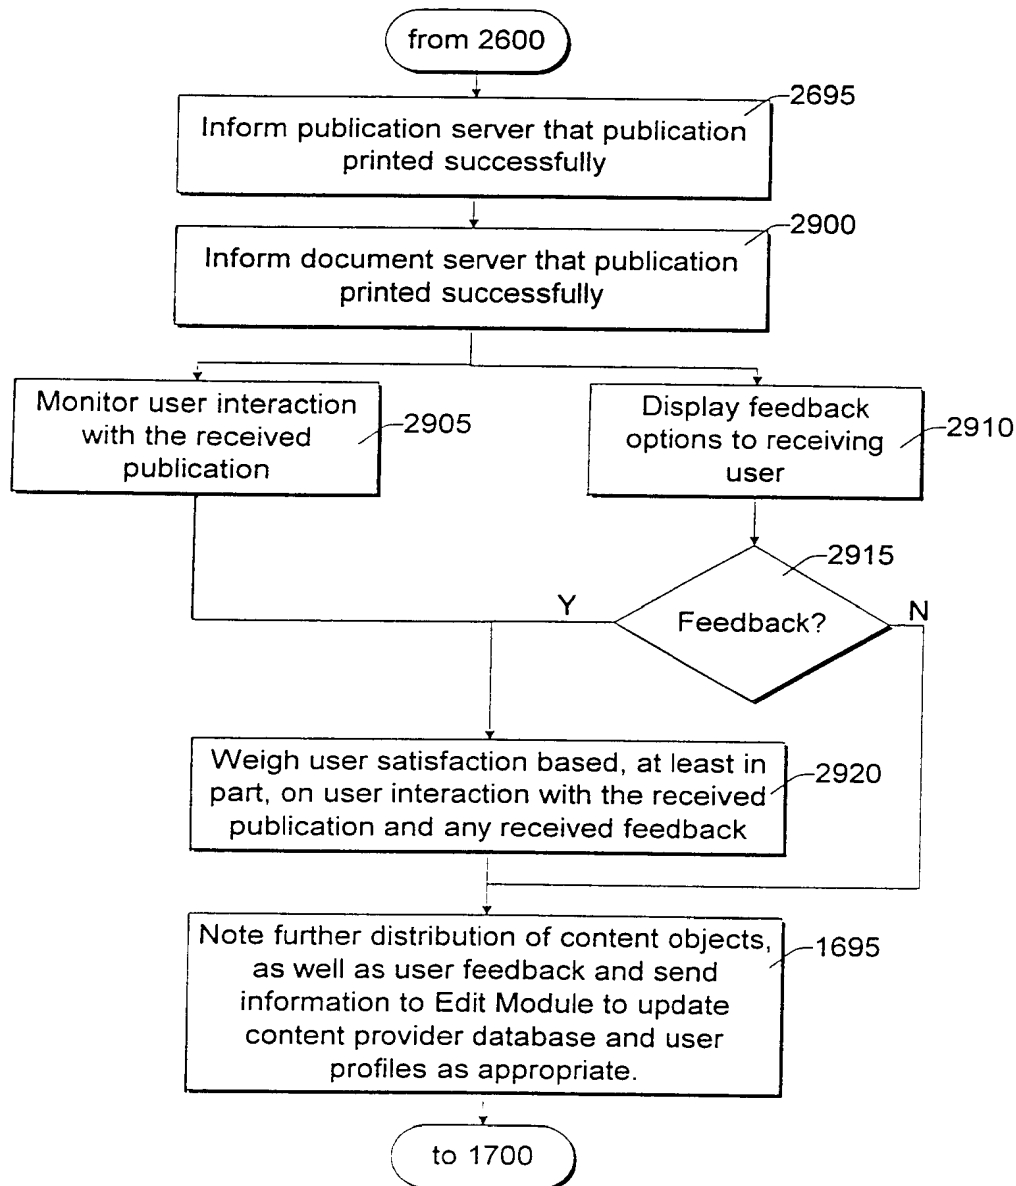 from 2600
2695
Inform publication server that publication
printed successfully
2900
Inform document server that publication
printed successfully
Monitor user interaction
with the received
publication
2905
Display feedback
options to receiving
user
2910
2915
Y
Feedback?
N
Weigh user satisfaction based, at least in
part, on user interaction with the received
publication and any received feedback
2920
Note further distribution of content objects,
as well as user feedback and send
information to Edit Module to update
content provider database and user
profiles as appropriate.
1695
to 1700